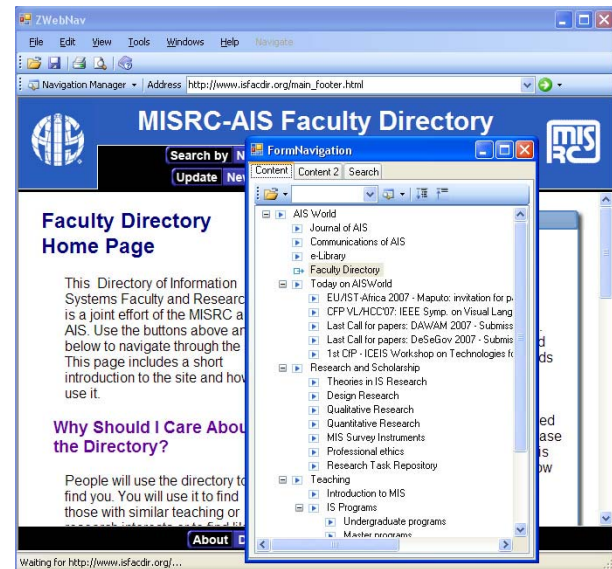 ZWebNav
File Edit View Tools Windows Help Navigate
Navigation Manager Address http://www.isfacdir.org/main_footer.html
MISRC-AIS Faculty Directory
AIS
MIS
RC
Search by N
Update New
FormNavigation
Content Content 2 Search
AIS World
Journal of AIS
Communications of AIS
e-Library
Faculty Directory
Today on AISWorld
EU/IST-Africa 2007 - Maputo: invitation for p
CFP VL/HCC'07: IEEE Symp. on Visual Lang
Last Call for papers: DAWAM 2007 - Submiss
Last Call for papers: DeSeGov 2007 - Submiss
1st CfP - ICEIS Workshop on Technologies fo
Research and Scholarship
Theories in IS Research
Design Research
Qualitative Research
Quantitative Research
MIS Survey Instruments
Professional ethics
Research Task Repository
Teaching
Introduction to MIS
IS Programs
Undergraduate programs
Master programs
Faculty Directory
Home Page
This Directory of Information
Systems Faculty and Researc
is a joint effort of the MISRC a
AIS. Use the buttons above an
below to navigate through the
This page includes a short
introduction to the site and how
use it.
Why Should I Care Abou
the Directory?
People will use the directory to
find you. You will use it to find
those with similar teaching or
About D
Waiting for http://www.isfacdir.org/...